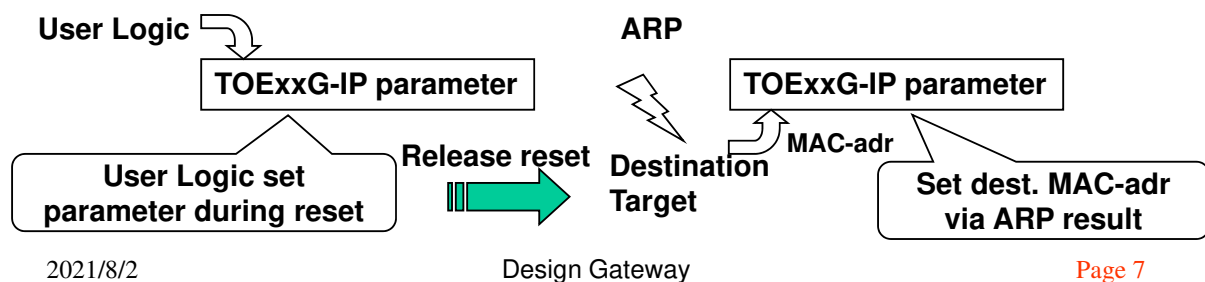 User Logic
TOExxG-IP parameter
User Logic set
parameter during reset
Release reset
ARP
Destination
Target
MAC-adr
TOExxG-IP parameter
Set dest. MAC-adr
via ARP result
2021/8/2
Design Gateway
Page 7